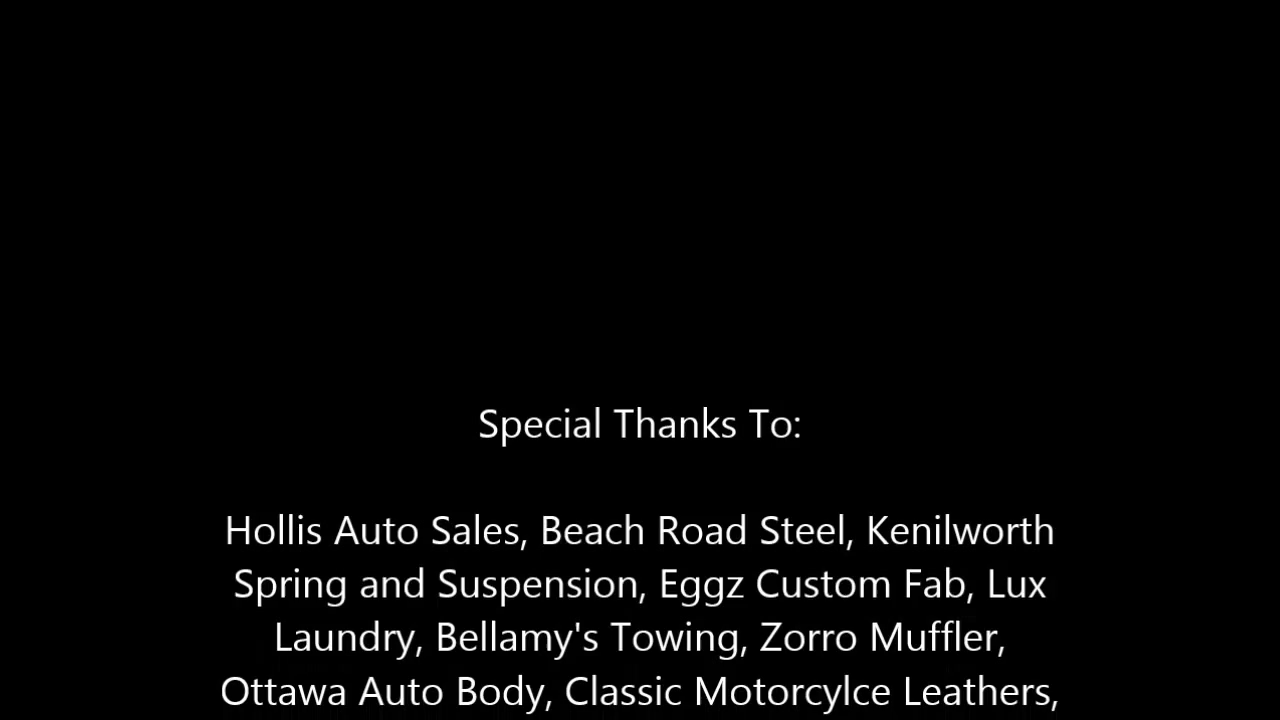 Special Thanks To:
Hollis Auto Sales, Beach Road Steel, Kenilworth
Spring and Suspension, Eggz Custom Fab, Lux
Laundry, Bellamy's Towing, Zorro Muffler,
Ottawa Auto Body, Classic Motorcylce Leathers,